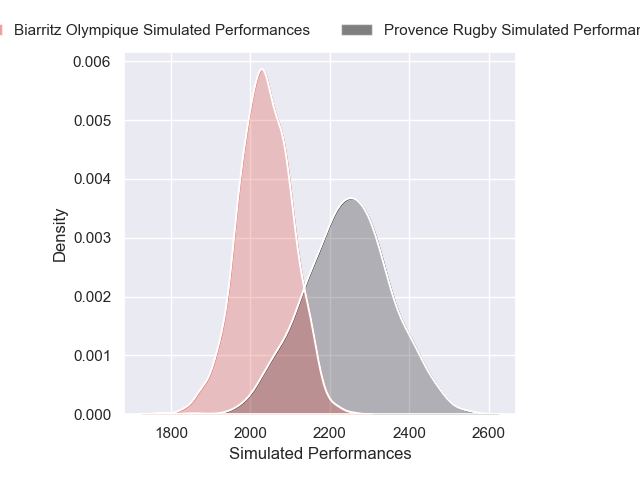 Biarritz Olympique Simulated Performances
Provence Rugby Simulated
0.006
0.005
0.004
0.003
0.002
0.001
0.000
Density
1800 2000 2200 2400 2600
Simulated Performances